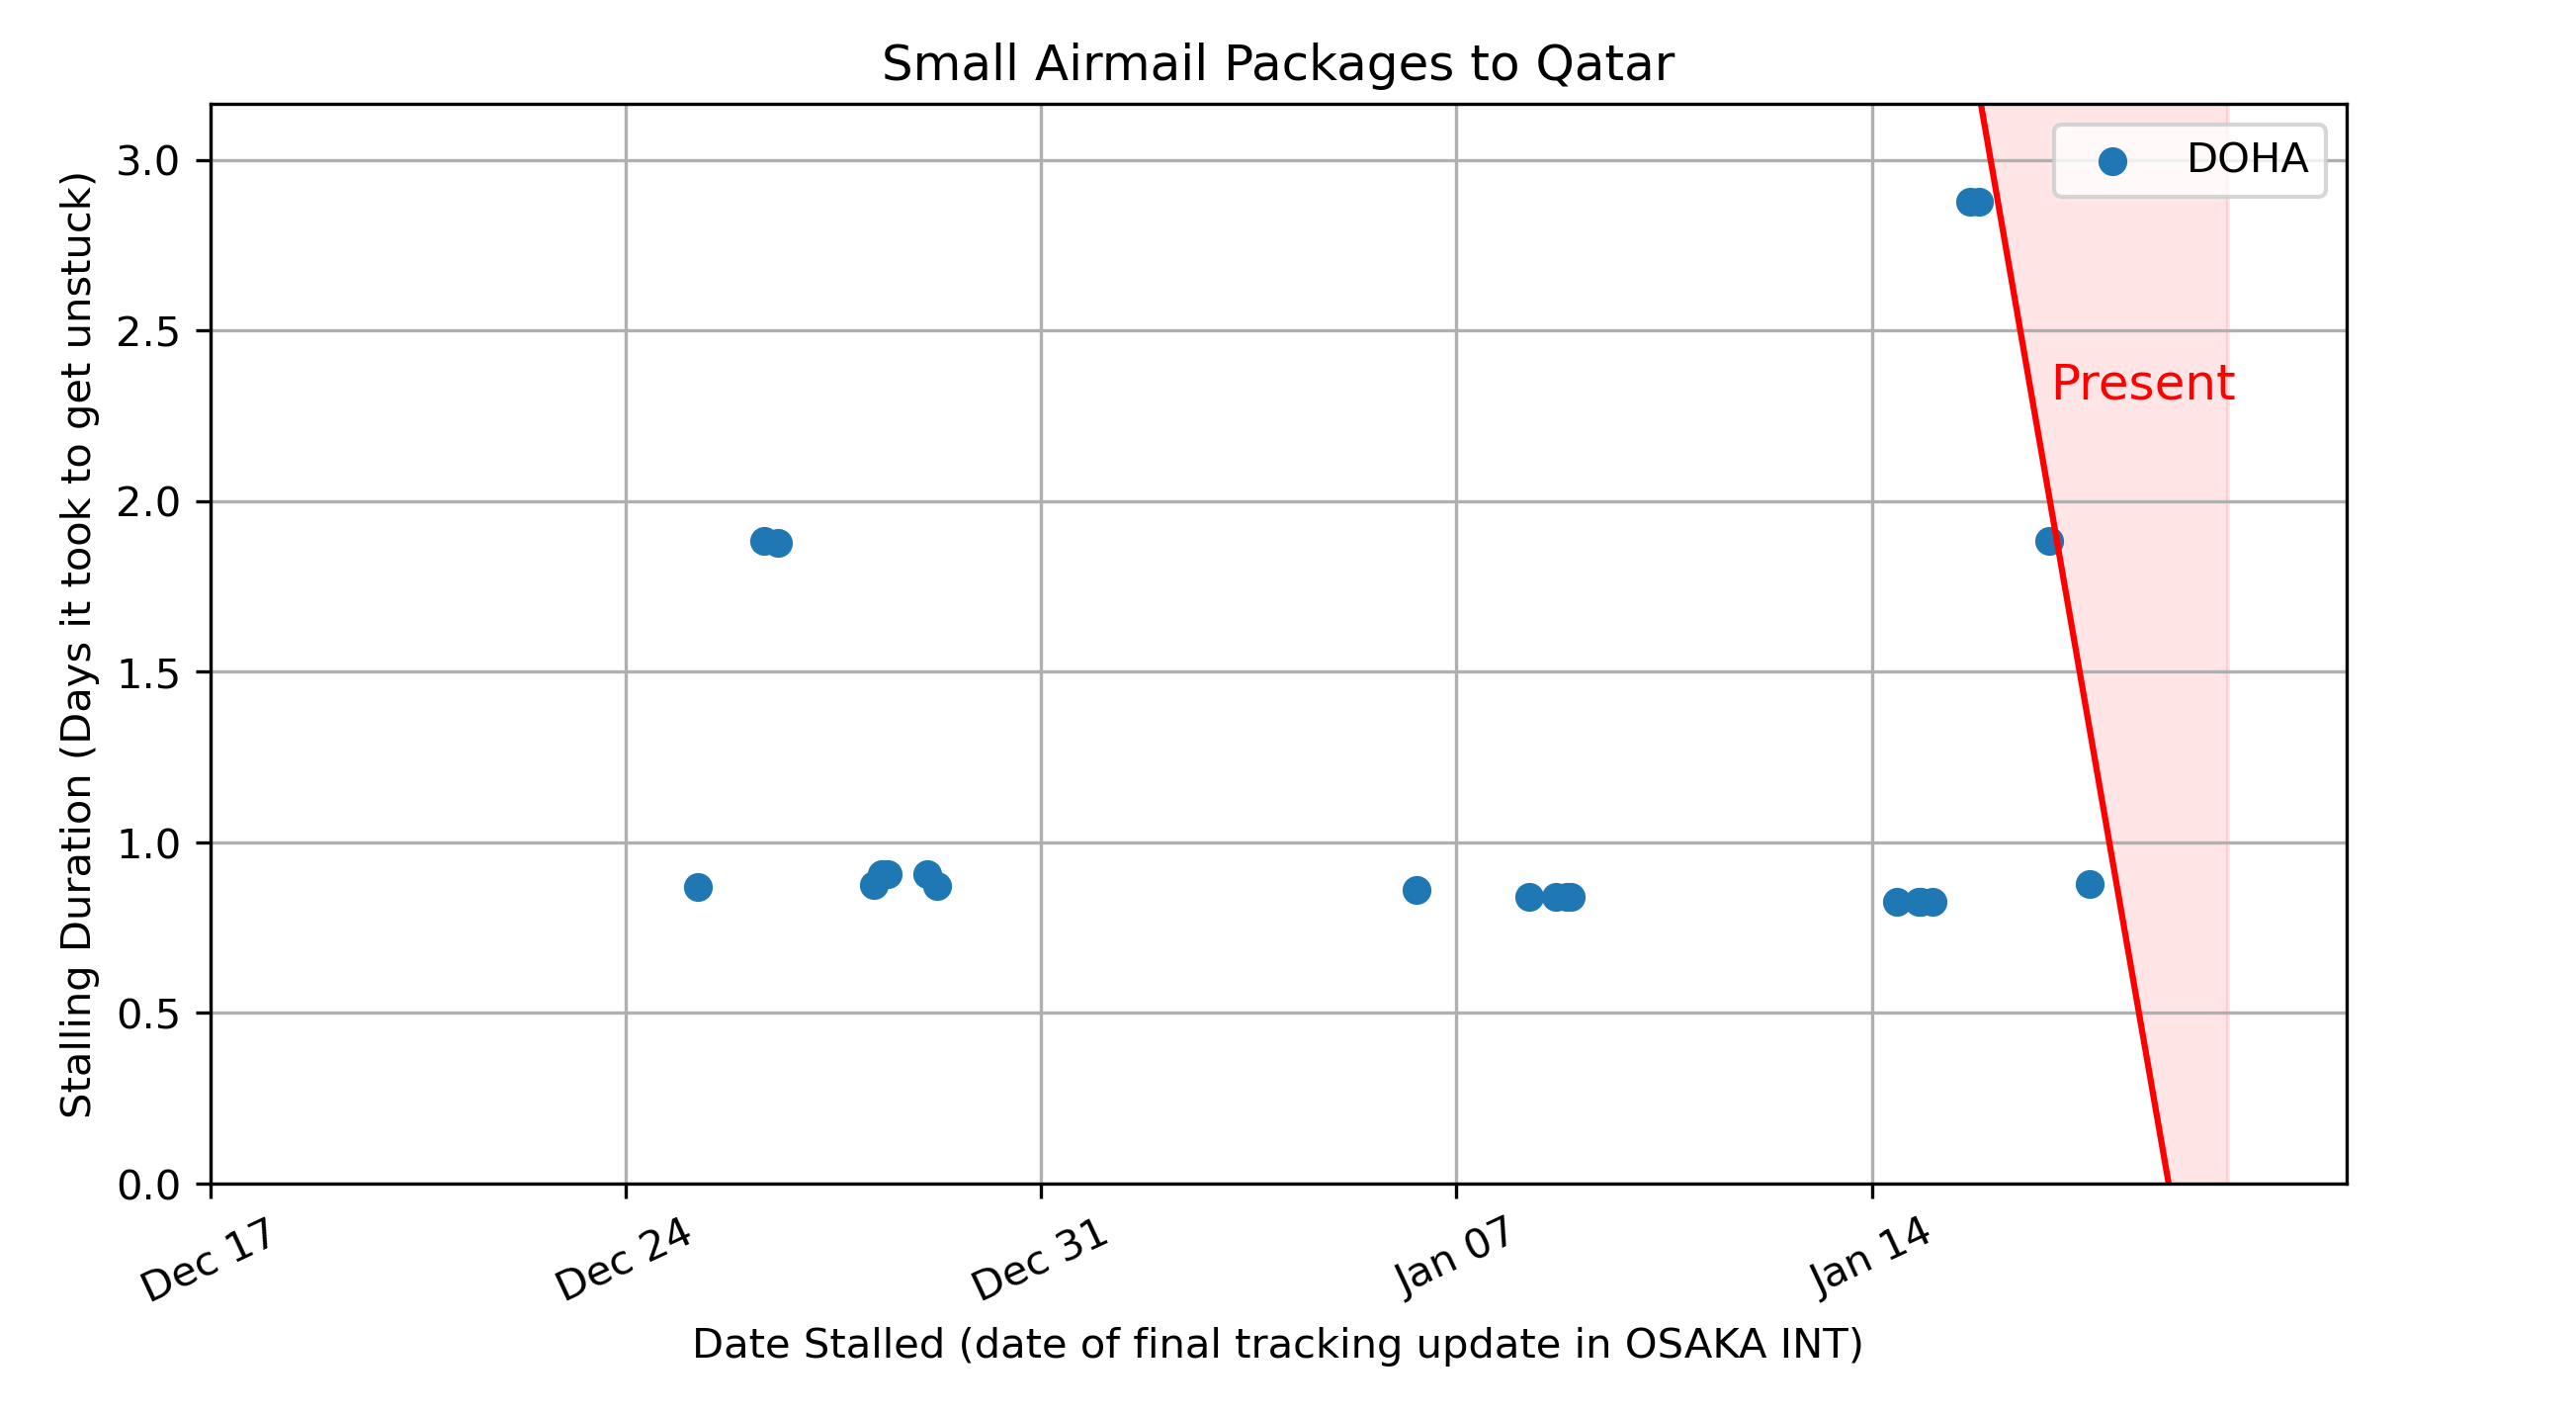 Small Airmail Packages to Qatar
Stalling Duration (Days it took to get unstuck)
3.0
2.5
2.0
1.5
1.0
0.5
0.0
DOHA
Present
Dec 17
Dec 24
Dec 31
Jan 07
Jan 14
Date Stalled (date of final tracking update in OSAKA INT)